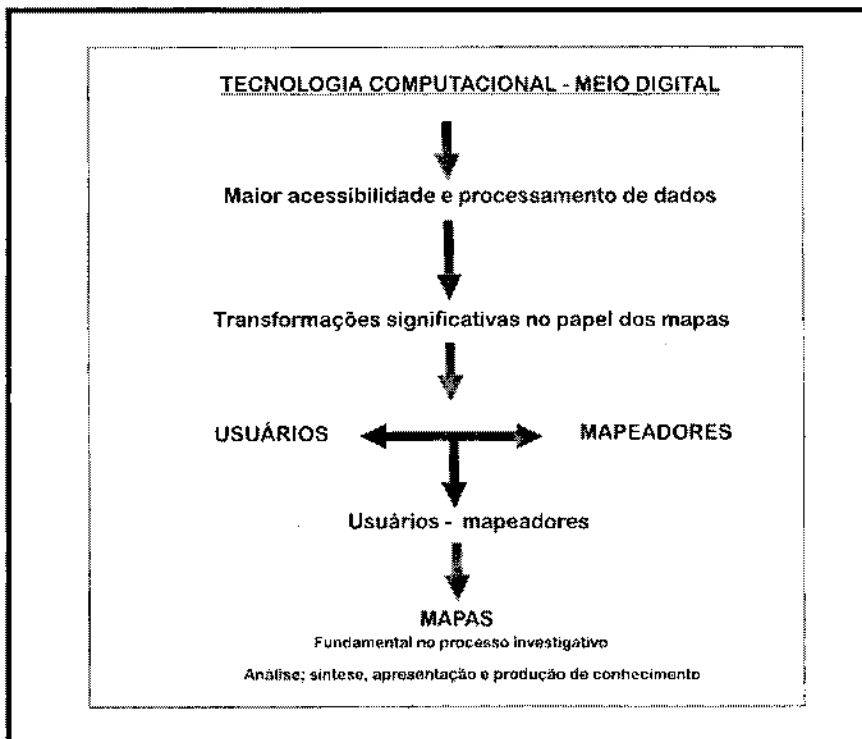 TECNOLOGIA COMPUTACIONAL - MEIO DIGITAL
Maior acessibilidade e processamento de dados
Transformações significativas no papel dos mapas
USUÁRIOS MAPEADORES
Usuários - mapeadores
MAPAS
Fundamental no processo investigativo
Análise; síntese, apresentação e produção de conhecimento